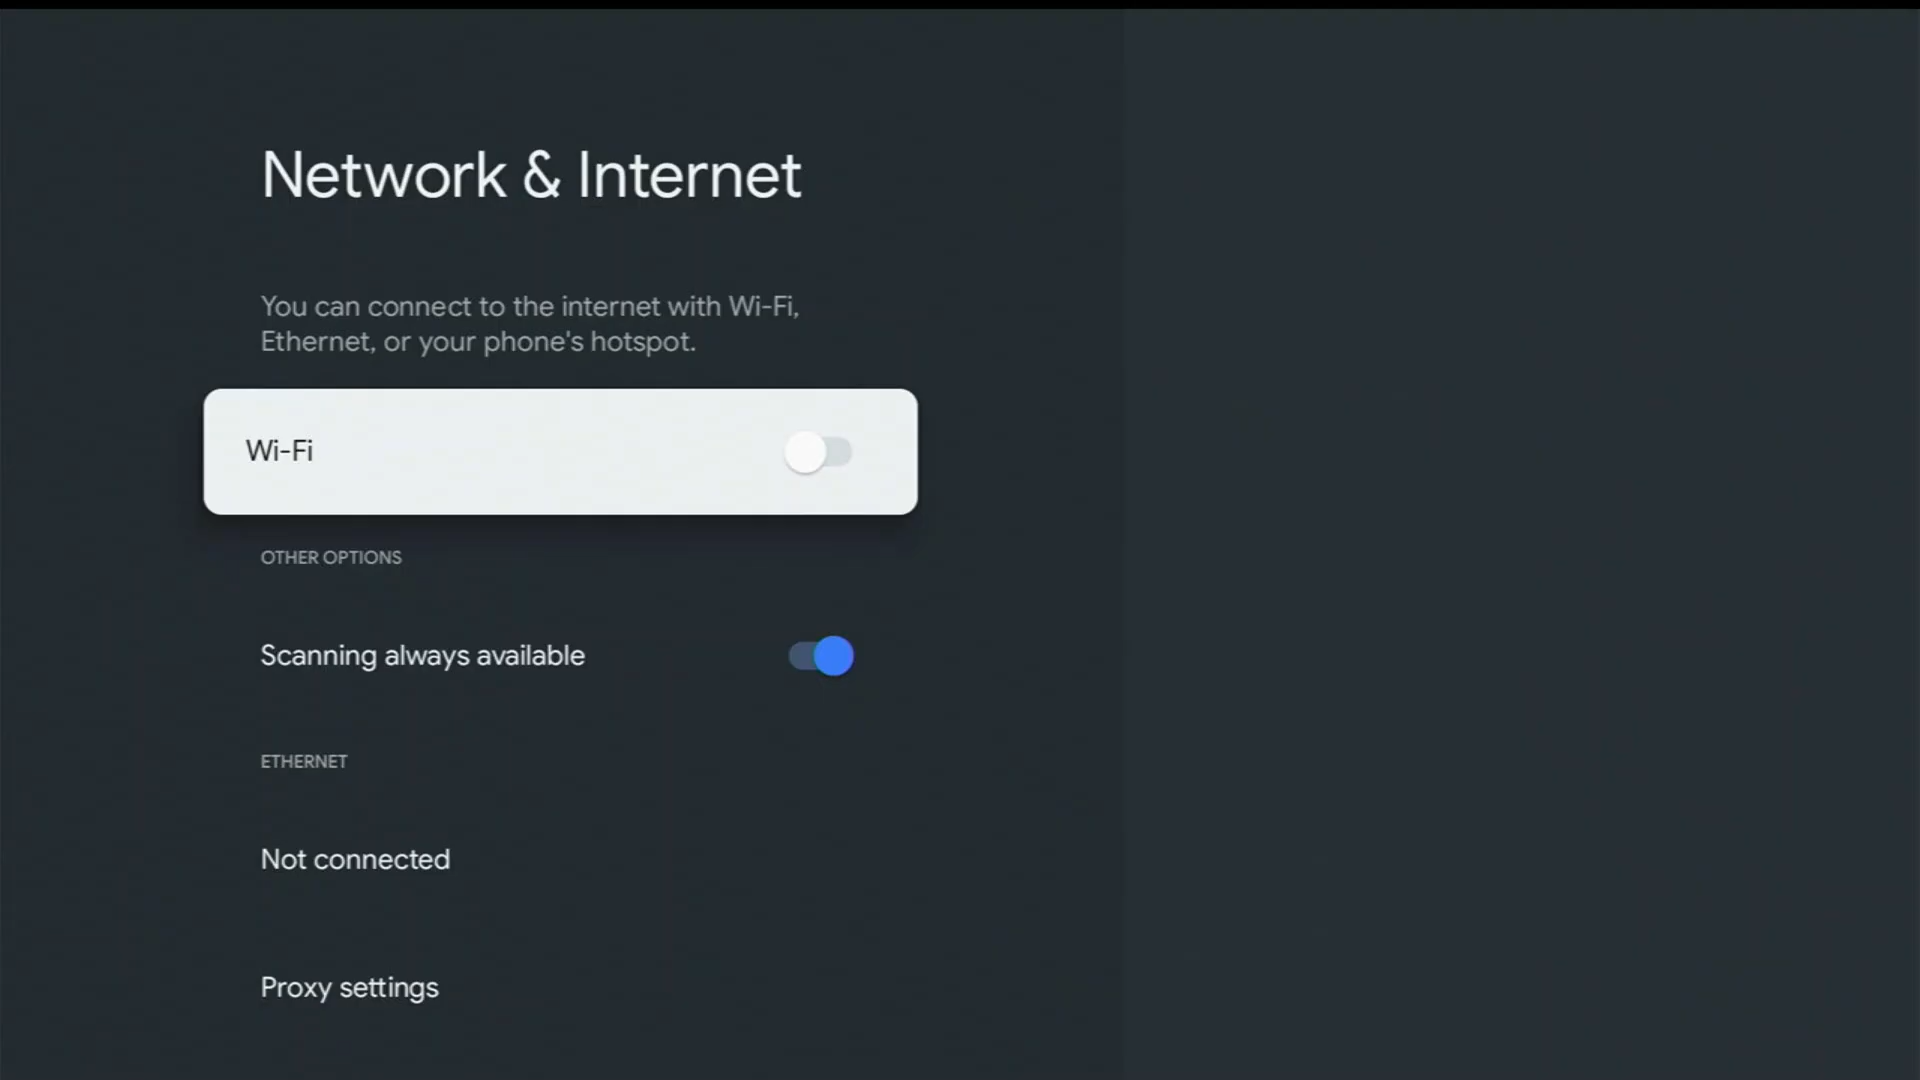 Network & Internet
You can connect to the internet with Wi-Fi,
Ethernet, or your phone's hotspot.
Wi-Fi
OTHER OPTIONS
Scanning always available
ETHERNET
Not connected
Proxy settings